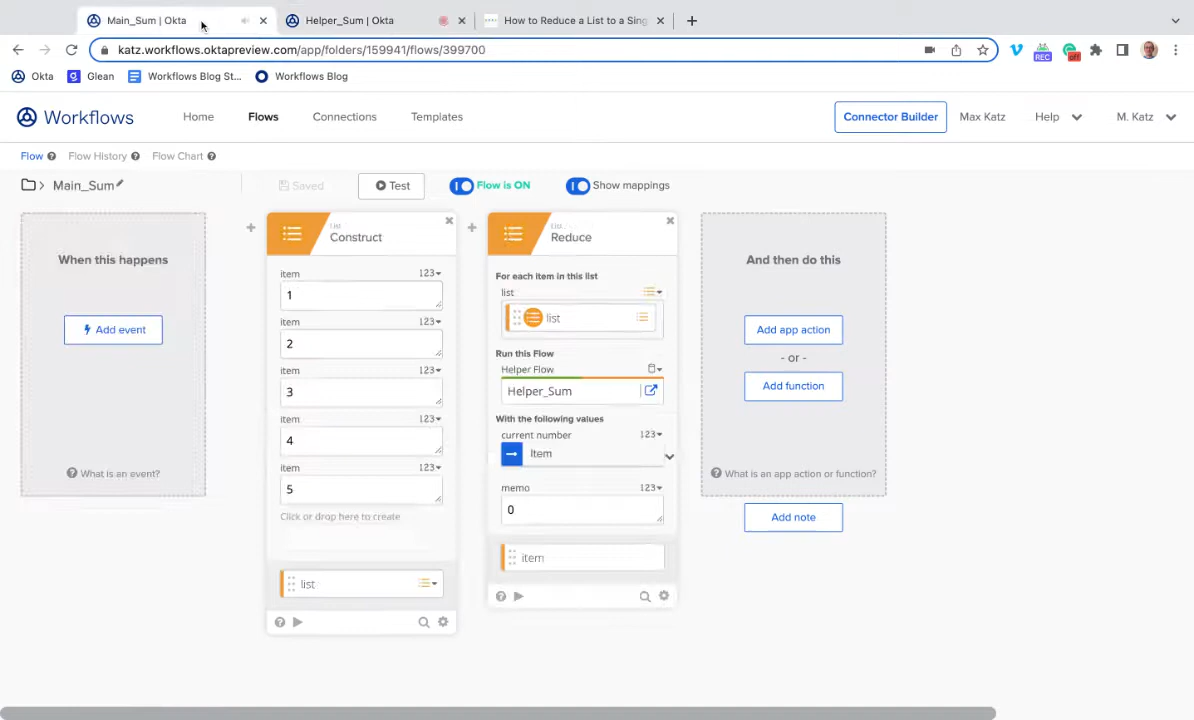 Main_Sum | Okta
Helper_Sum | Okta
How to Reduce a List to a Sing
katz.workflows.oktapreview.com/app/folders/159941/flows/399700
REC
off
Okta
Glean
Workflows Blog St...
Workflows Blog
Workflows
Home
Flows
Connections
Templates
Connector Builder
Max Katz
Help
M. Katz
Flow
Flow History
Flow Chart
Main_Sum
Saved
Test
Flow is ON
Show mappings
When this happens
Add event
What is an event?
List
Construct
item 123
1
item 123
2
item 123
3
item 123
4
item 123
5
Click or drop here to create
list
List
Reduce
For each item in this list
list
list
Run this Flow
Helper Flow
Helper_Sum
With the following values
current number 123
Item
memo 123
0
item
And then do this
Add app action
- or -
Add function
What is an app action or function?
Add note